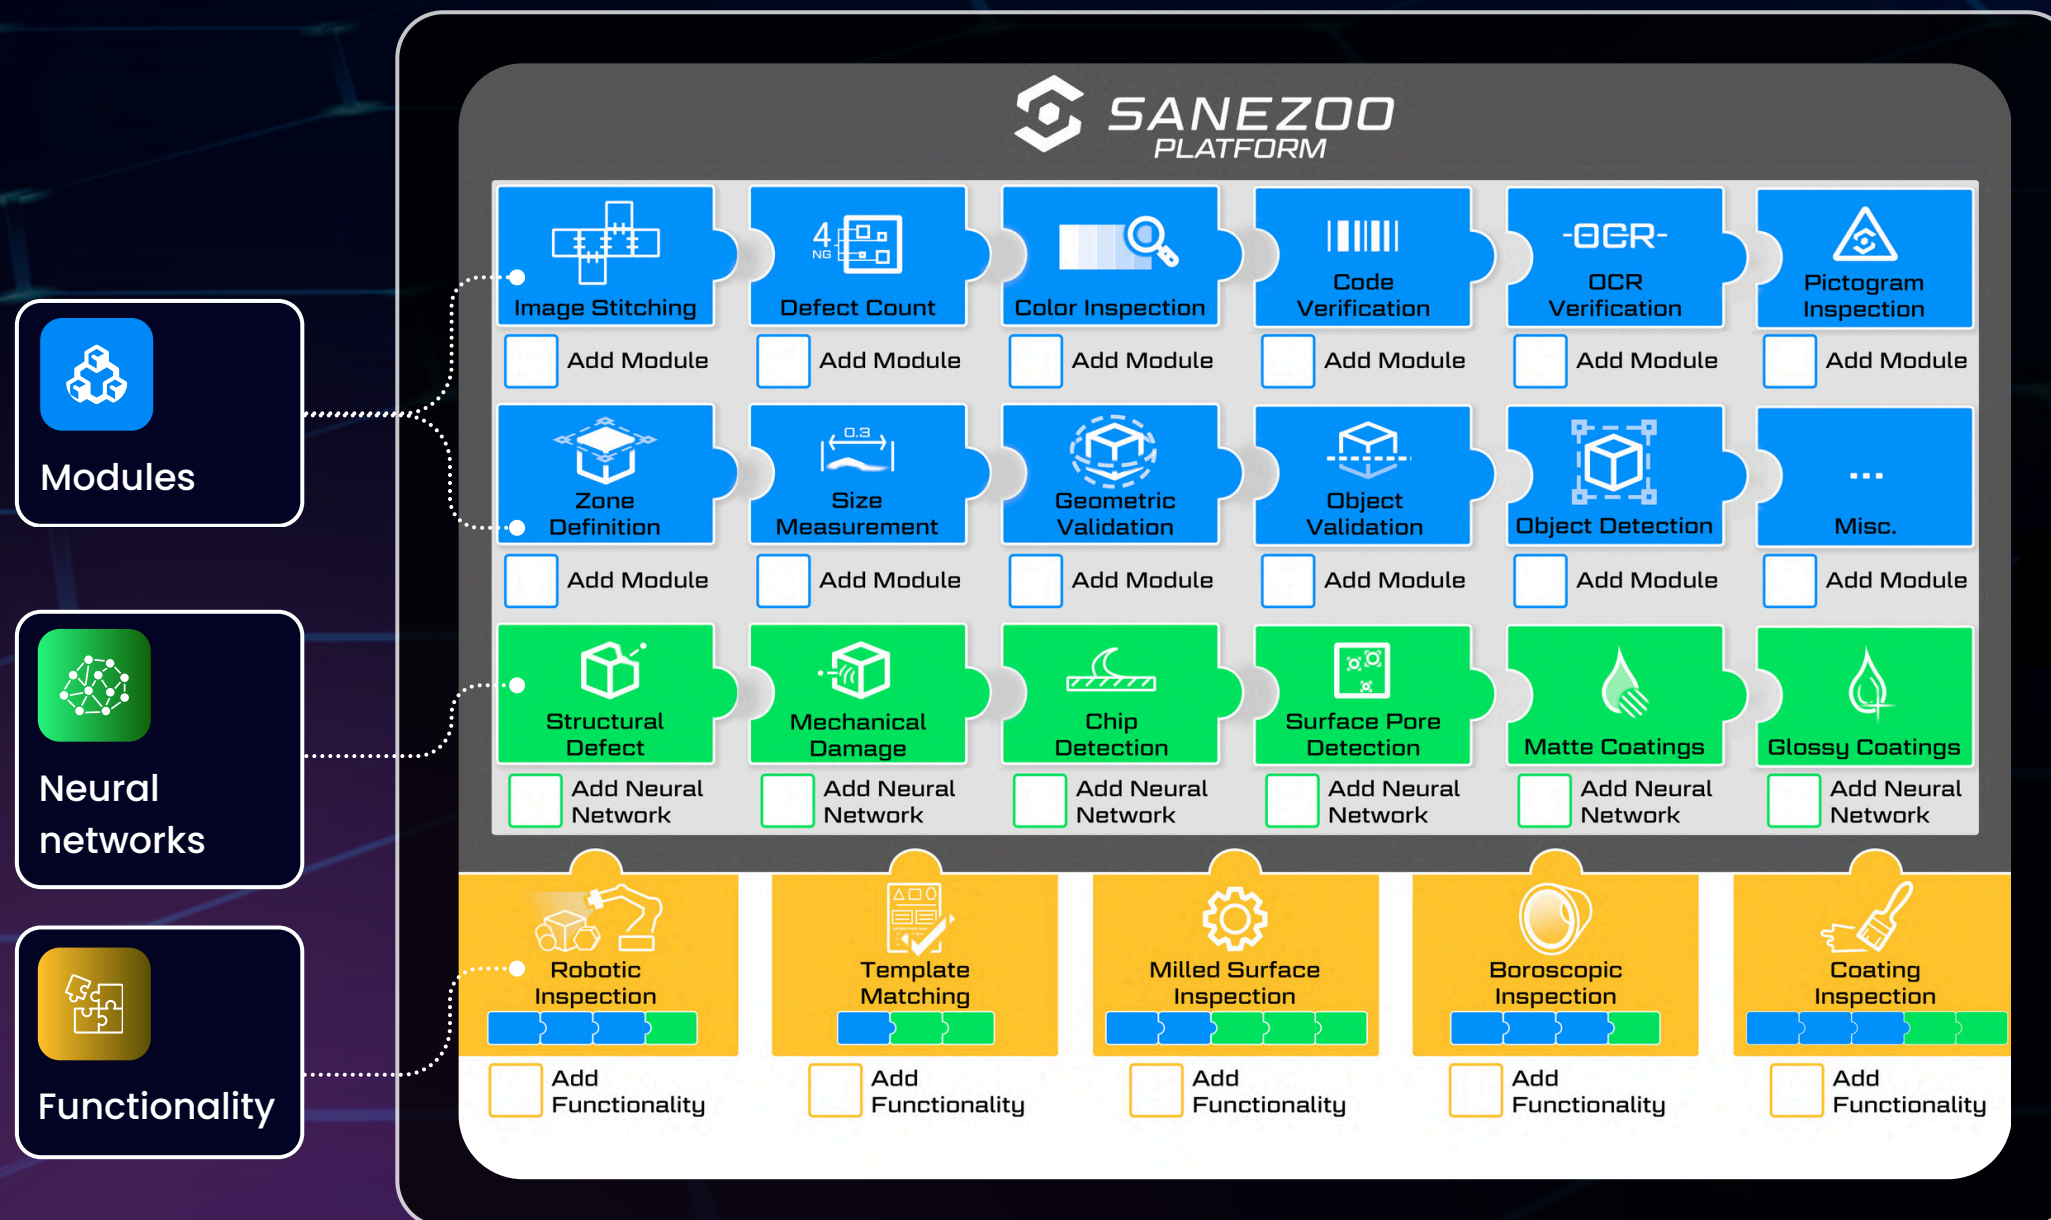 SANEZOO
PLATFORM
4
NG
-OCR-
Image Stitching
Defect Count
Color Inspection
Code
Verification
OCR
Verification
Pictogram
Inspection
Add Module
Add Module
Add Module
Add Module
Add Module
Add Module
Modules
0.3
Zone
Definition
Size
Measurement
Geometric
Validation
Object
Validation
Object Detection
...
Misc.
Add Module
Add Module
Add Module
Add Module
Add Module
Add Module
Neural
networks
Structural
Defect
Mechanical
Damage
Chip
Detection
Surface Pore
Detection
Matte Coatings
Glossy Coatings
Add Neural
Network
Add Neural
Network
Add Neural
Network
Add Neural
Network
Add Neural
Network
Add Neural
Network
Functionality
Robotic
Inspection
Template
Matching
Milled Surface
Inspection
Boroscopic
Inspection
Coating
Inspection
Add
Functionality
Add
Functionality
Add
Functionality
Add
Functionality
Add
Functionality